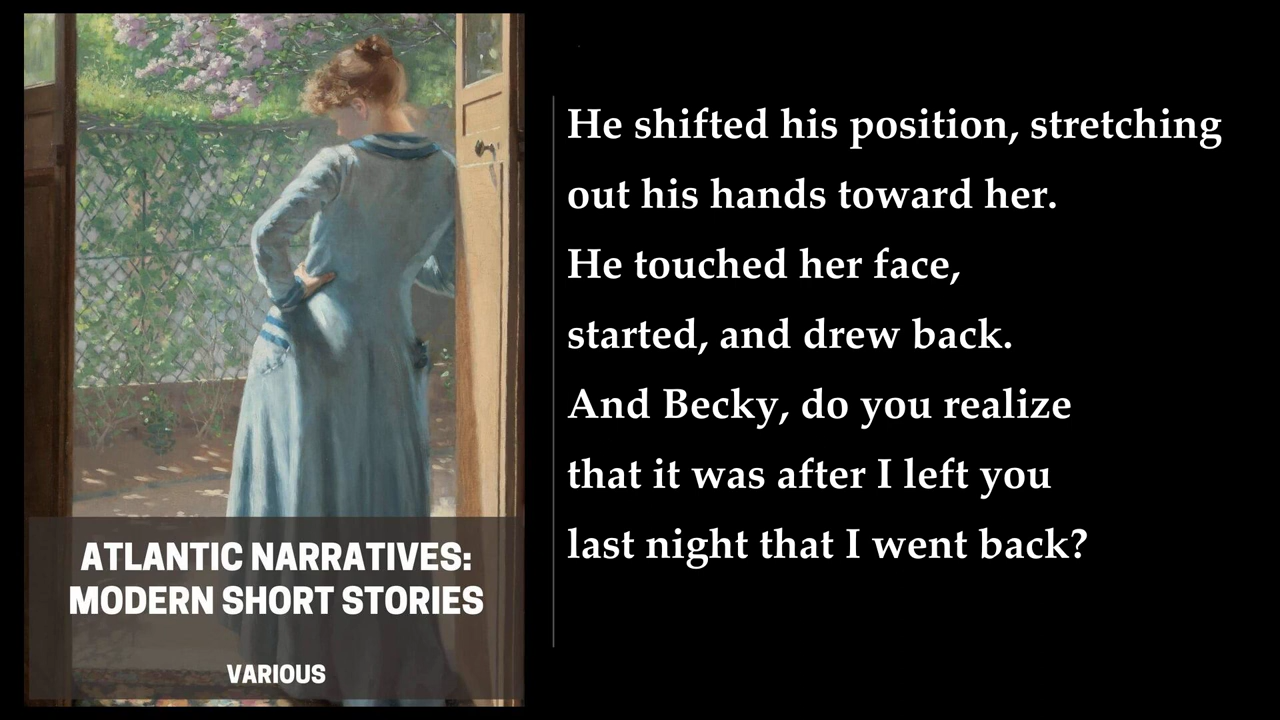 ATLANTIC NARRATIVES:
MODERN SHORT STORIES
VARIOUS
He shifted his position, stretching
out his hands toward her.
He touched her face,
started, and drew back.
And Becky, do you realize
that it was after I left you
last night that I went back?